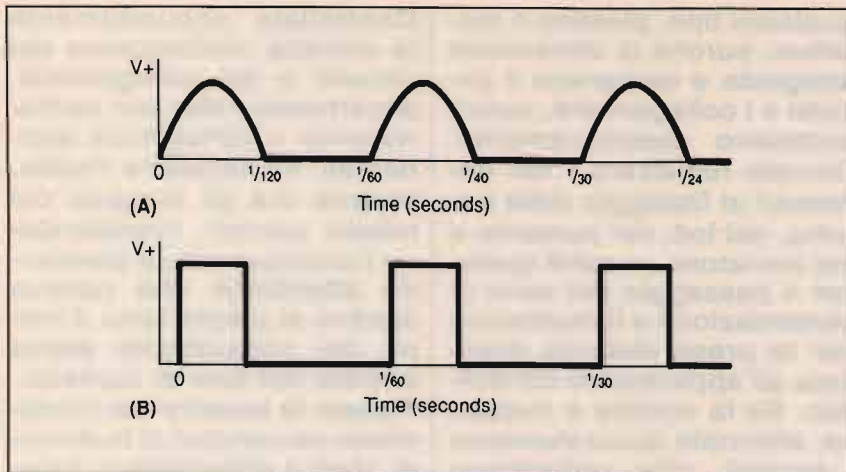 V+
0 1/120 1/60 1/40 1/30 1/24
(A) Time (seconds)
V+
0 1/60 1/30
(B) Time (seconds)